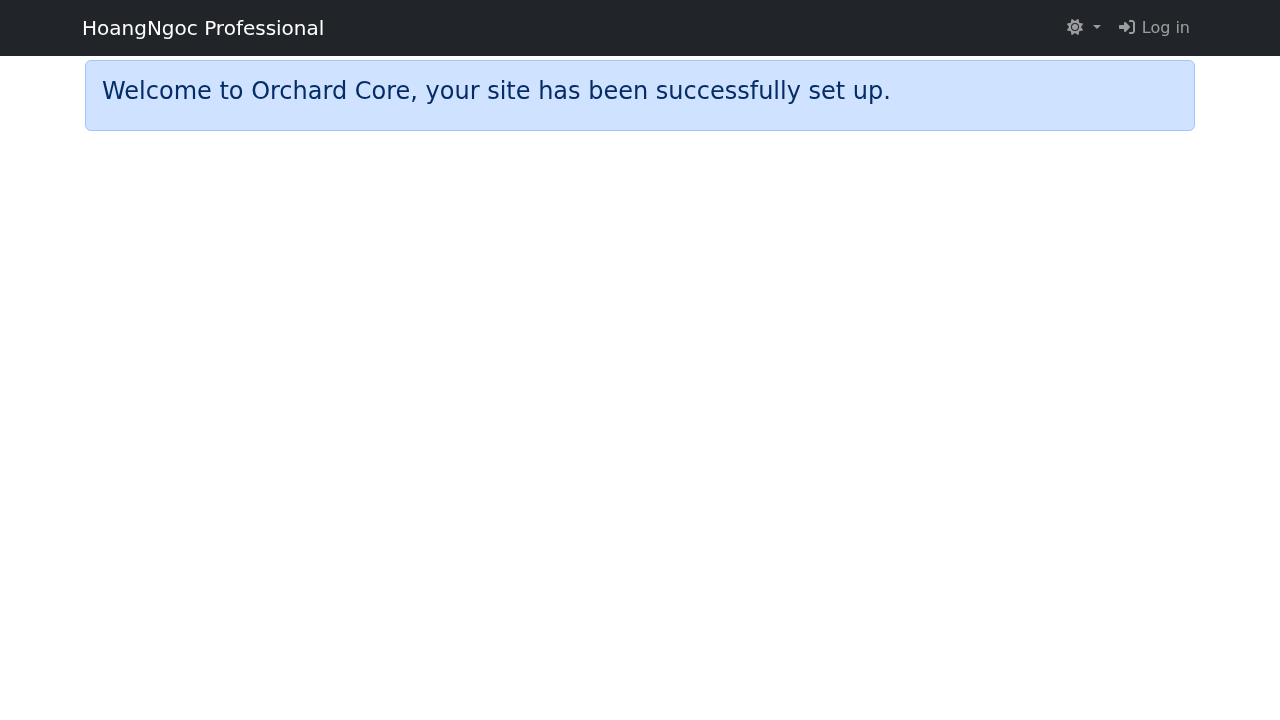 HoangNgoc Professional
Log in
Welcome to Orchard Core, your site has been successfully set up.